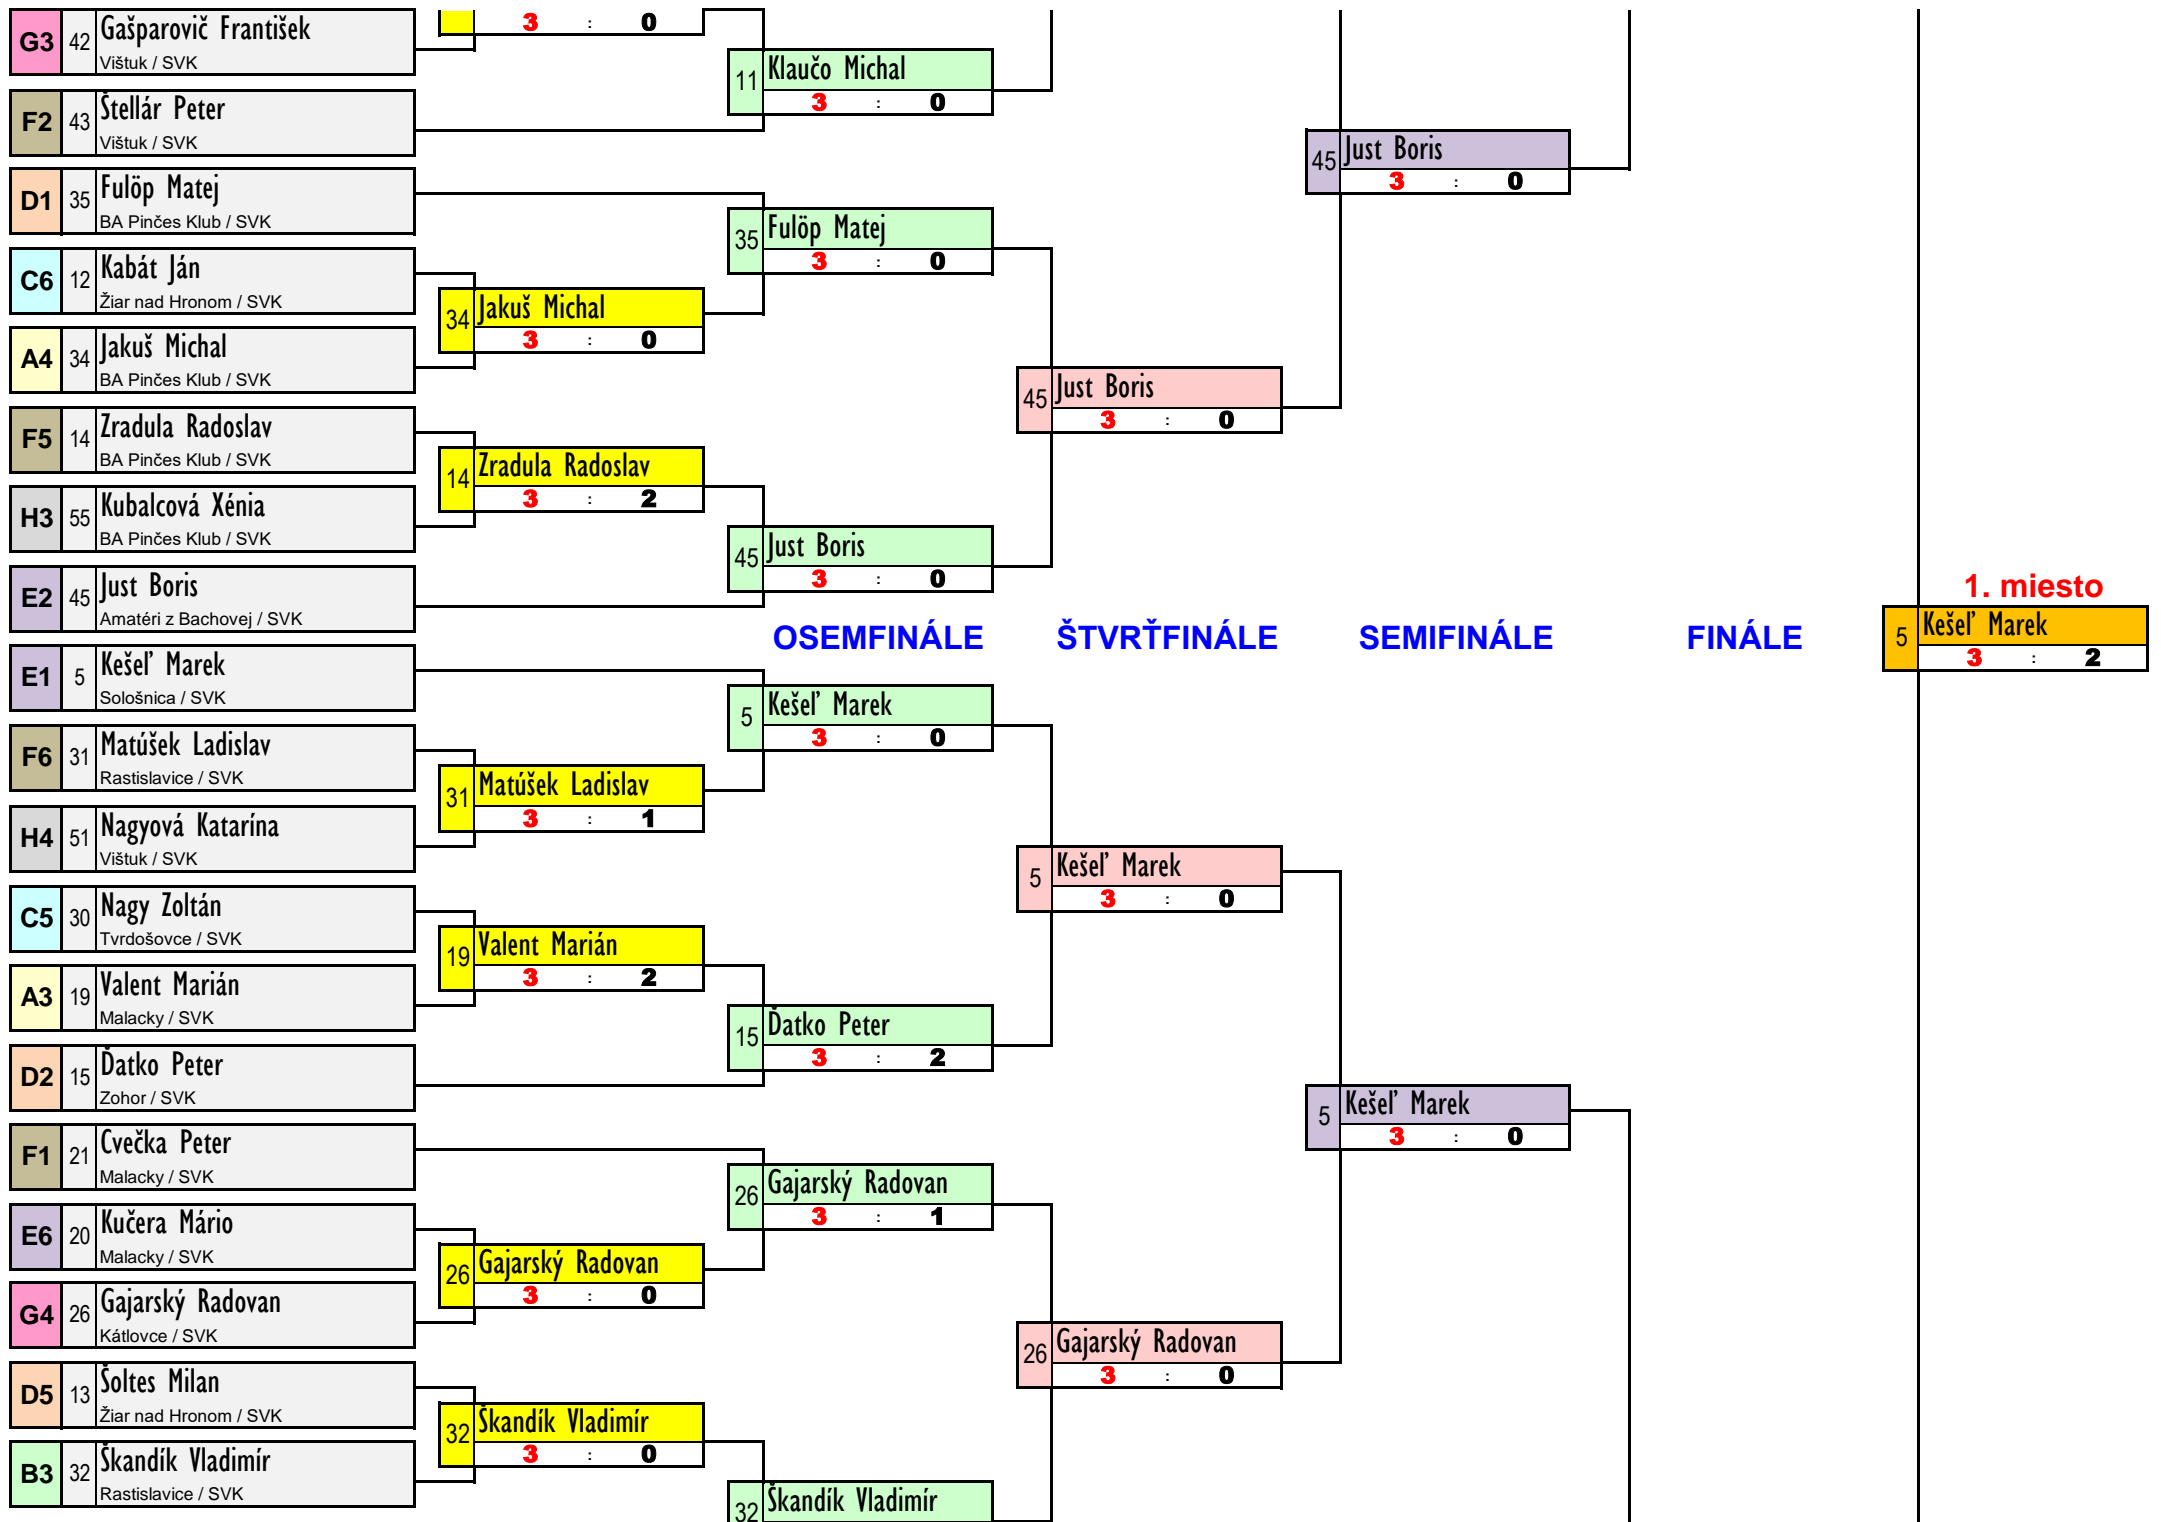 G3 42 Gašparovič František
Vištuk / SVK
3 : 0
11 Klaučo Michal
3 : 0
F2 43 Štellár Peter
Vištuk / SVK
45 Just Boris
3 : 0
D1 35 Fulöp Matej
BA Pinčes Klub / SVK
35 Fulöp Matej
3 : 0
C6 12 Kabát Ján
Žiar nad Hronom / SVK
34 Jakuš Michal
3 : 0
A4 34 Jakuš Michal
BA Pinčes Klub / SVK
45 Just Boris
3 : 0
F5 14 Zradula Radoslav
BA Pinčes Klub / SVK
14 Zradula Radoslav
3 : 2
H3 55 Kubalcová Xénia
BA Pinčes Klub / SVK
45 Just Boris
3 : 0
E2 45 Just Boris
Amatéri z Bachovej / SVK
1. miesto
OSEMFINÁLE ŠTVRŤFINÁLE SEMIFINÁLE FINÁLE
5 Kešeľ Marek
3 : 2
E1 5 Kešeľ Marek
Sološnica / SVK
5 Kešeľ Marek
3 : 0
F6 31 Matúšek Ladislav
Rastislavice / SVK
31 Matúšek Ladislav
3 : 1
H4 51 Nagyová Katarína
Vištuk / SVK
5 Kešeľ Marek
3 : 0
C5 30 Nagy Zoltán
Tvrdošovce / SVK
19 Valent Marián
3 : 2
A3 19 Valent Marián
Malacky / SVK
15 Ďatko Peter
3 : 2
D2 15 Ďatko Peter
Zohor / SVK
5 Kešeľ Marek
3 : 0
F1 21 Cvečka Peter
Malacky / SVK
26 Gajarský Radovan
3 : 1
E6 20 Kučera Mário
Malacky / SVK
26 Gajarský Radovan
3 : 0
G4 26 Gajarský Radovan
Kátlovce / SVK
26 Gajarský Radovan
3 : 0
D5 13 Šoltes Milan
Žiar nad Hronom / SVK
32 Škandík Vladimír
3 : 0
B3 32 Škandík Vladimír
Rastislavice / SVK
32 Škandík Vladimír